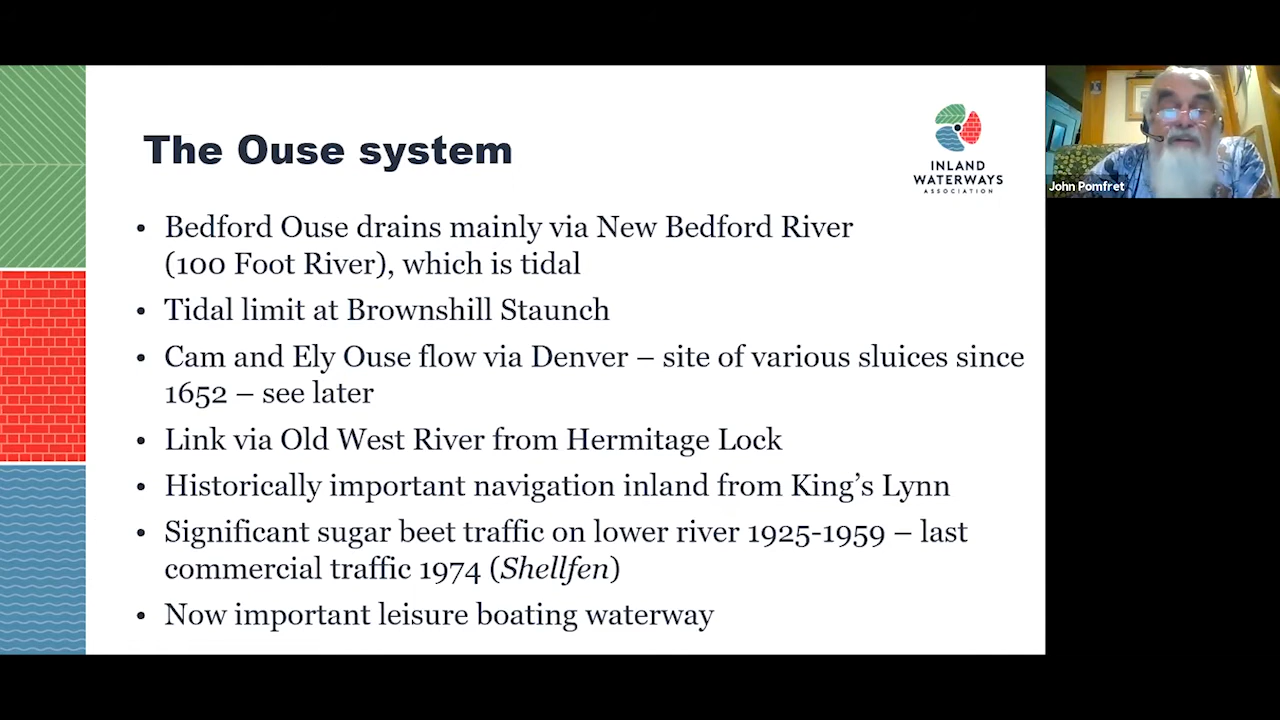 The Ouse system
INLAND
WATERWAYS
ASSOCIATION
John Pomfret
• Bedford Ouse drains mainly via New Bedford River
(100 Foot River), which is tidal
• Tidal limit at Brownshill Staunch
• Cam and Ely Ouse flow via Denver – site of various sluices since
1652 – see later
• Link via Old West River from Hermitage Lock
• Historically important navigation inland from King’s Lynn
• Significant sugar beet traffic on lower river 1925-1959 – last
commercial traffic 1974 (Shellfen)
• Now important leisure boating waterway